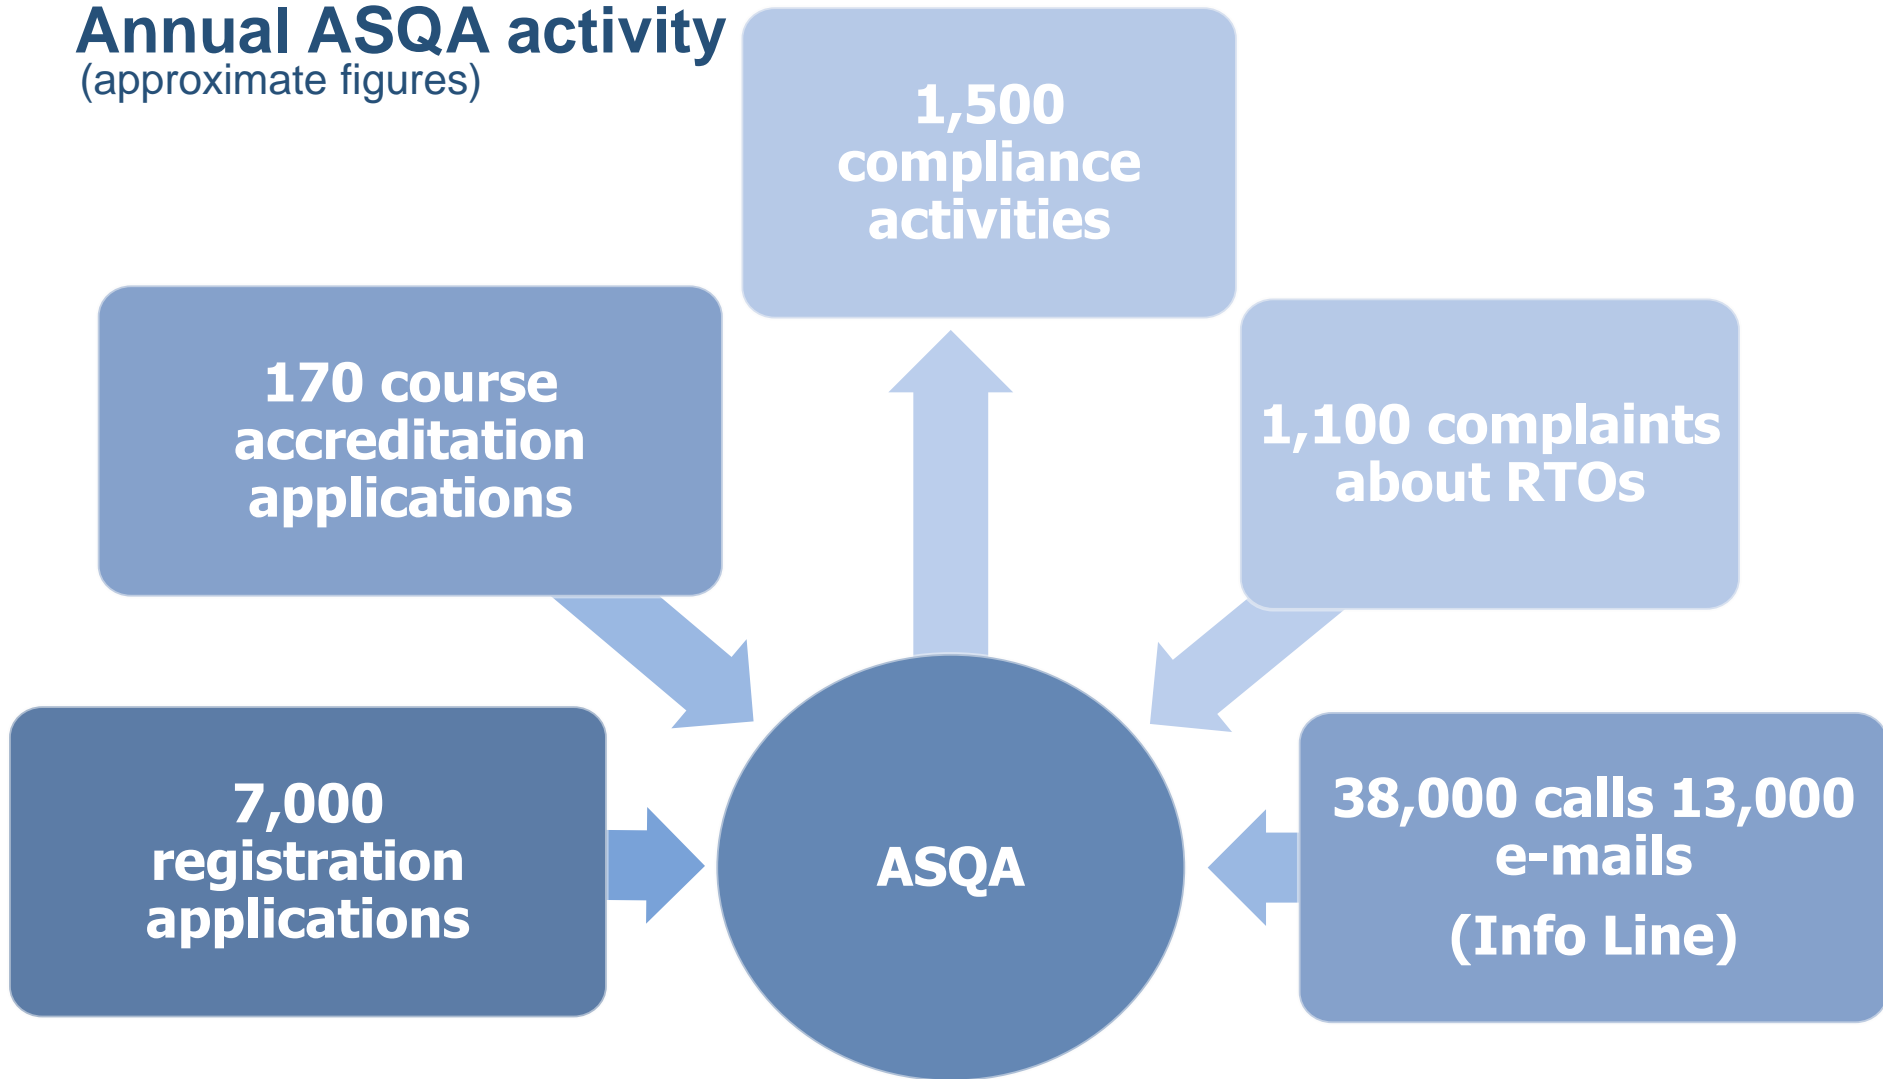 Annual ASQA activity
(approximate figures)
1,500
compliance
activities
170 course
accreditation
applications
1,100 complaints
about RTOs
7,000
registration
applications
ASQA
38,000 calls 13,000
e-mails
(Info Line)